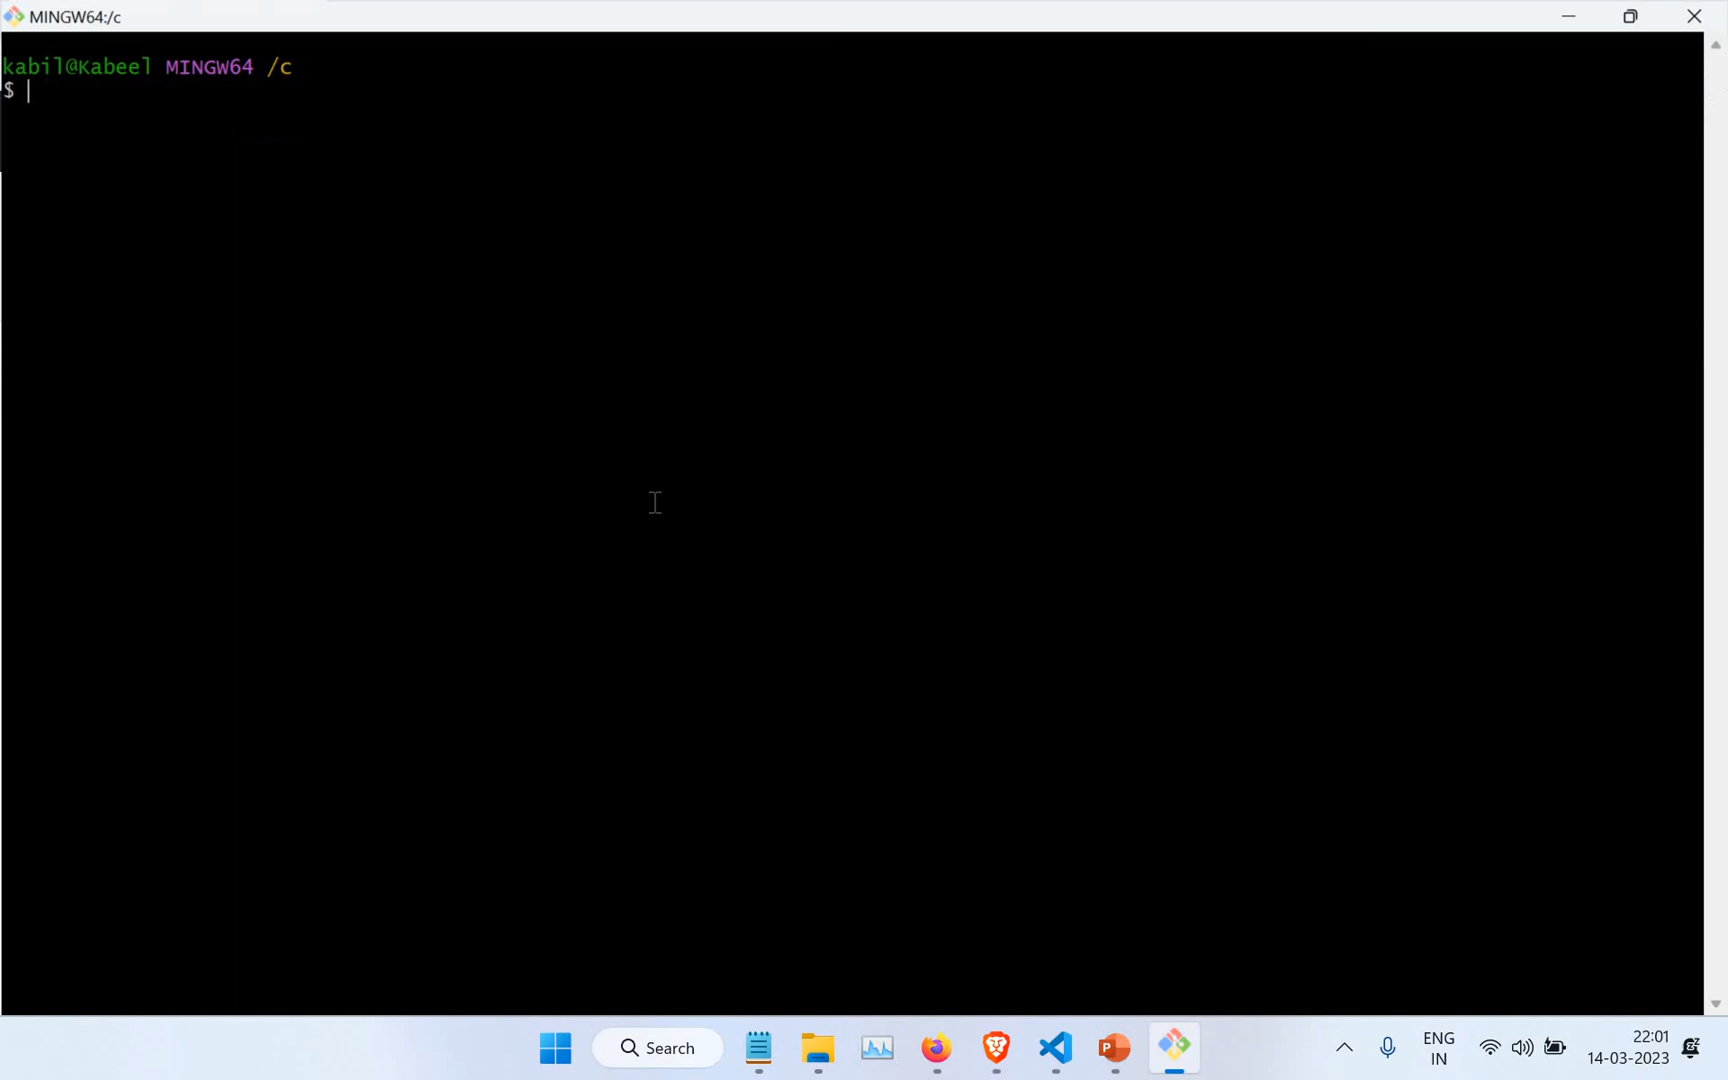 MINGW64:/c
kabil@Kabeel MINGW64 /c
$
Search
P
ENG
IN
22:01
14-03-2023